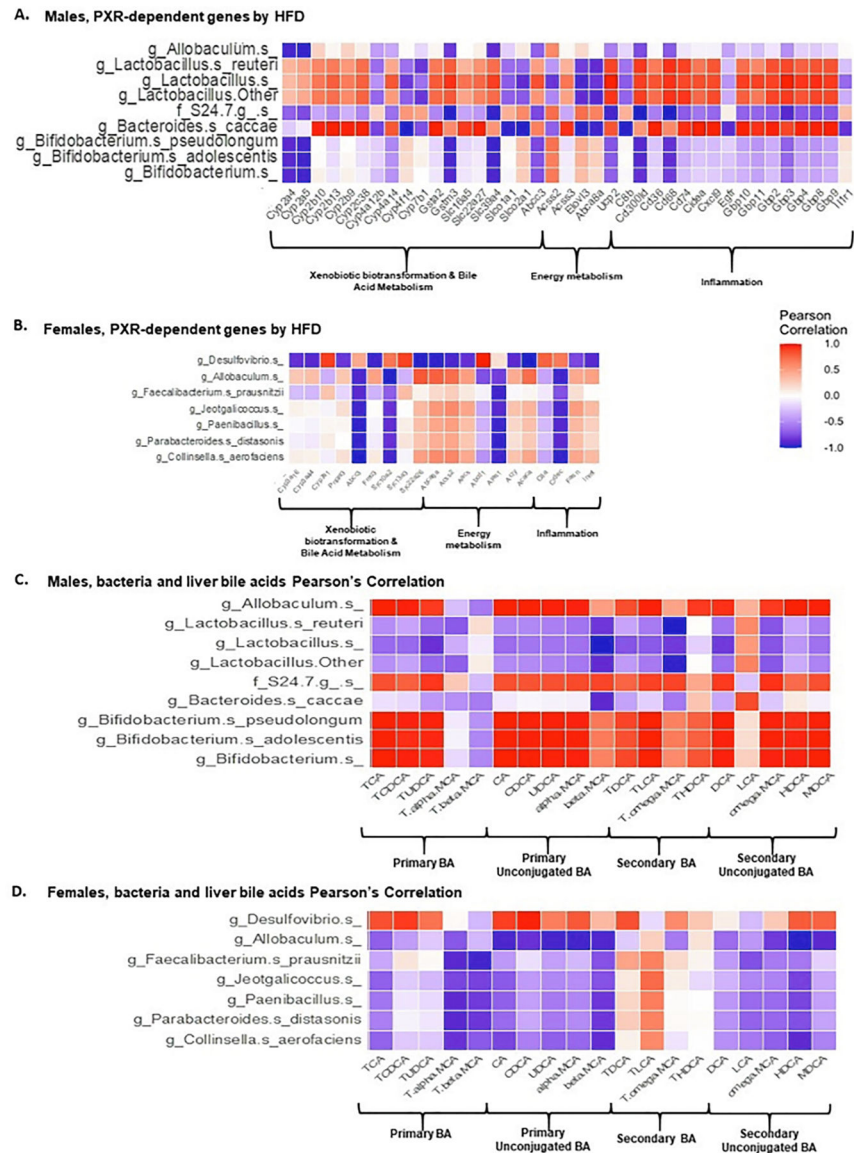 A. Males, PXR-dependent genes by HFD
g_Allobaculum.s_
g_Lactobacillus.s_reuteri
g_Lactobacillus.s_
g_Lactobacillus.Other
f_S24.7.g_.s_
g_Bacteroides.s_caccae
g_Bifidobacterium.s_pseudolongum
g_Bifidobacterium.s_adolescentis
g_Bifidobacterium.s_
Cyp2a4 Cyp2a5 Cyp2b10 Cyp2b13 Cyp2b9 Cyp2c38 Cyp4a12b Cyp4a14 Cyp4f14 Cyp7b1 Gsta2 Gstm3 Slc16a5 Slc22a27 Slc39a4 Slco1a1 Slco2a1 Abcc3 Acss2 Acss3 Elovl3 Abca8a Ucp2 C8b Cd300ld Cd36 Cd68 Cd74 Cidea Cxcl9 Egfr Gbp10 Gbp11 Gbp2 Gbp3 Gbp4 Gbp8 Gbp9
Xenobiotic biotransformation & Bile
Acid Metabolism
Energy metabolism
Inflammation
B. Females, PXR-dependent genes by HFD
g_Desulfovibrio.s_
g_Allobaculum.s_
g_Faecalibacterium.s_prausnitzii
g_Jeotgalicoccus.s_
g_Paenibacillus.s_
g_Parabacteroides.s_distasonis
g_Collinsella.s_aerofaciens
Xenobiotic
biotransformation &
Bile Acid Metabolism
Energy
metabolism
Inflammation
Pearson
Correlation
1.0
0.5
0.0
-0.5
-1.0
C. Males, bacteria and liver bile acids Pearson's Correlation
g_Allobaculum.s_
g_Lactobacillus.s_reuteri
g_Lactobacillus.s_
g_Lactobacillus.Other
f_S24.7.g_.s_
g_Bacteroides.s_caccae
g_Bifidobacterium.s_pseudolongum
g_Bifidobacterium.s_adolescentis
g_Bifidobacterium.s_
TCA TCDCA TUDCA T.alpha.MCA T.beta.MCA CA CDCA UDCA alpha.MCA beta.MCA TDCA TLCA T.omega.MCA THDCA DCA LCA omega.MCA HDCA MDCA
Primary BA
Primary
Unconjugated BA
Secondary BA
Secondary
Unconjugated BA
D. Females, bacteria and liver bile acids Pearson's Correlation
g_Desulfovibrio.s_
g_Allobaculum.s_
g_Faecalibacterium.s_prausnitzii
g_Jeotgalicoccus.s_
g_Paenibacillus.s_
g_Parabacteroides.s_distasonis
g_Collinsella.s_aerofaciens
TCA TCDCA TUDCA T.alpha.MCA T.beta.MCA CA CDCA UDCA alpha.MCA beta.MCA TDCA TLCA T.omega.MCA THDCA DCA LCA omega.MCA HDCA MDCA
Primary BA
Primary
Unconjugated BA
Secondary BA
Secondary
Unconjugated BA